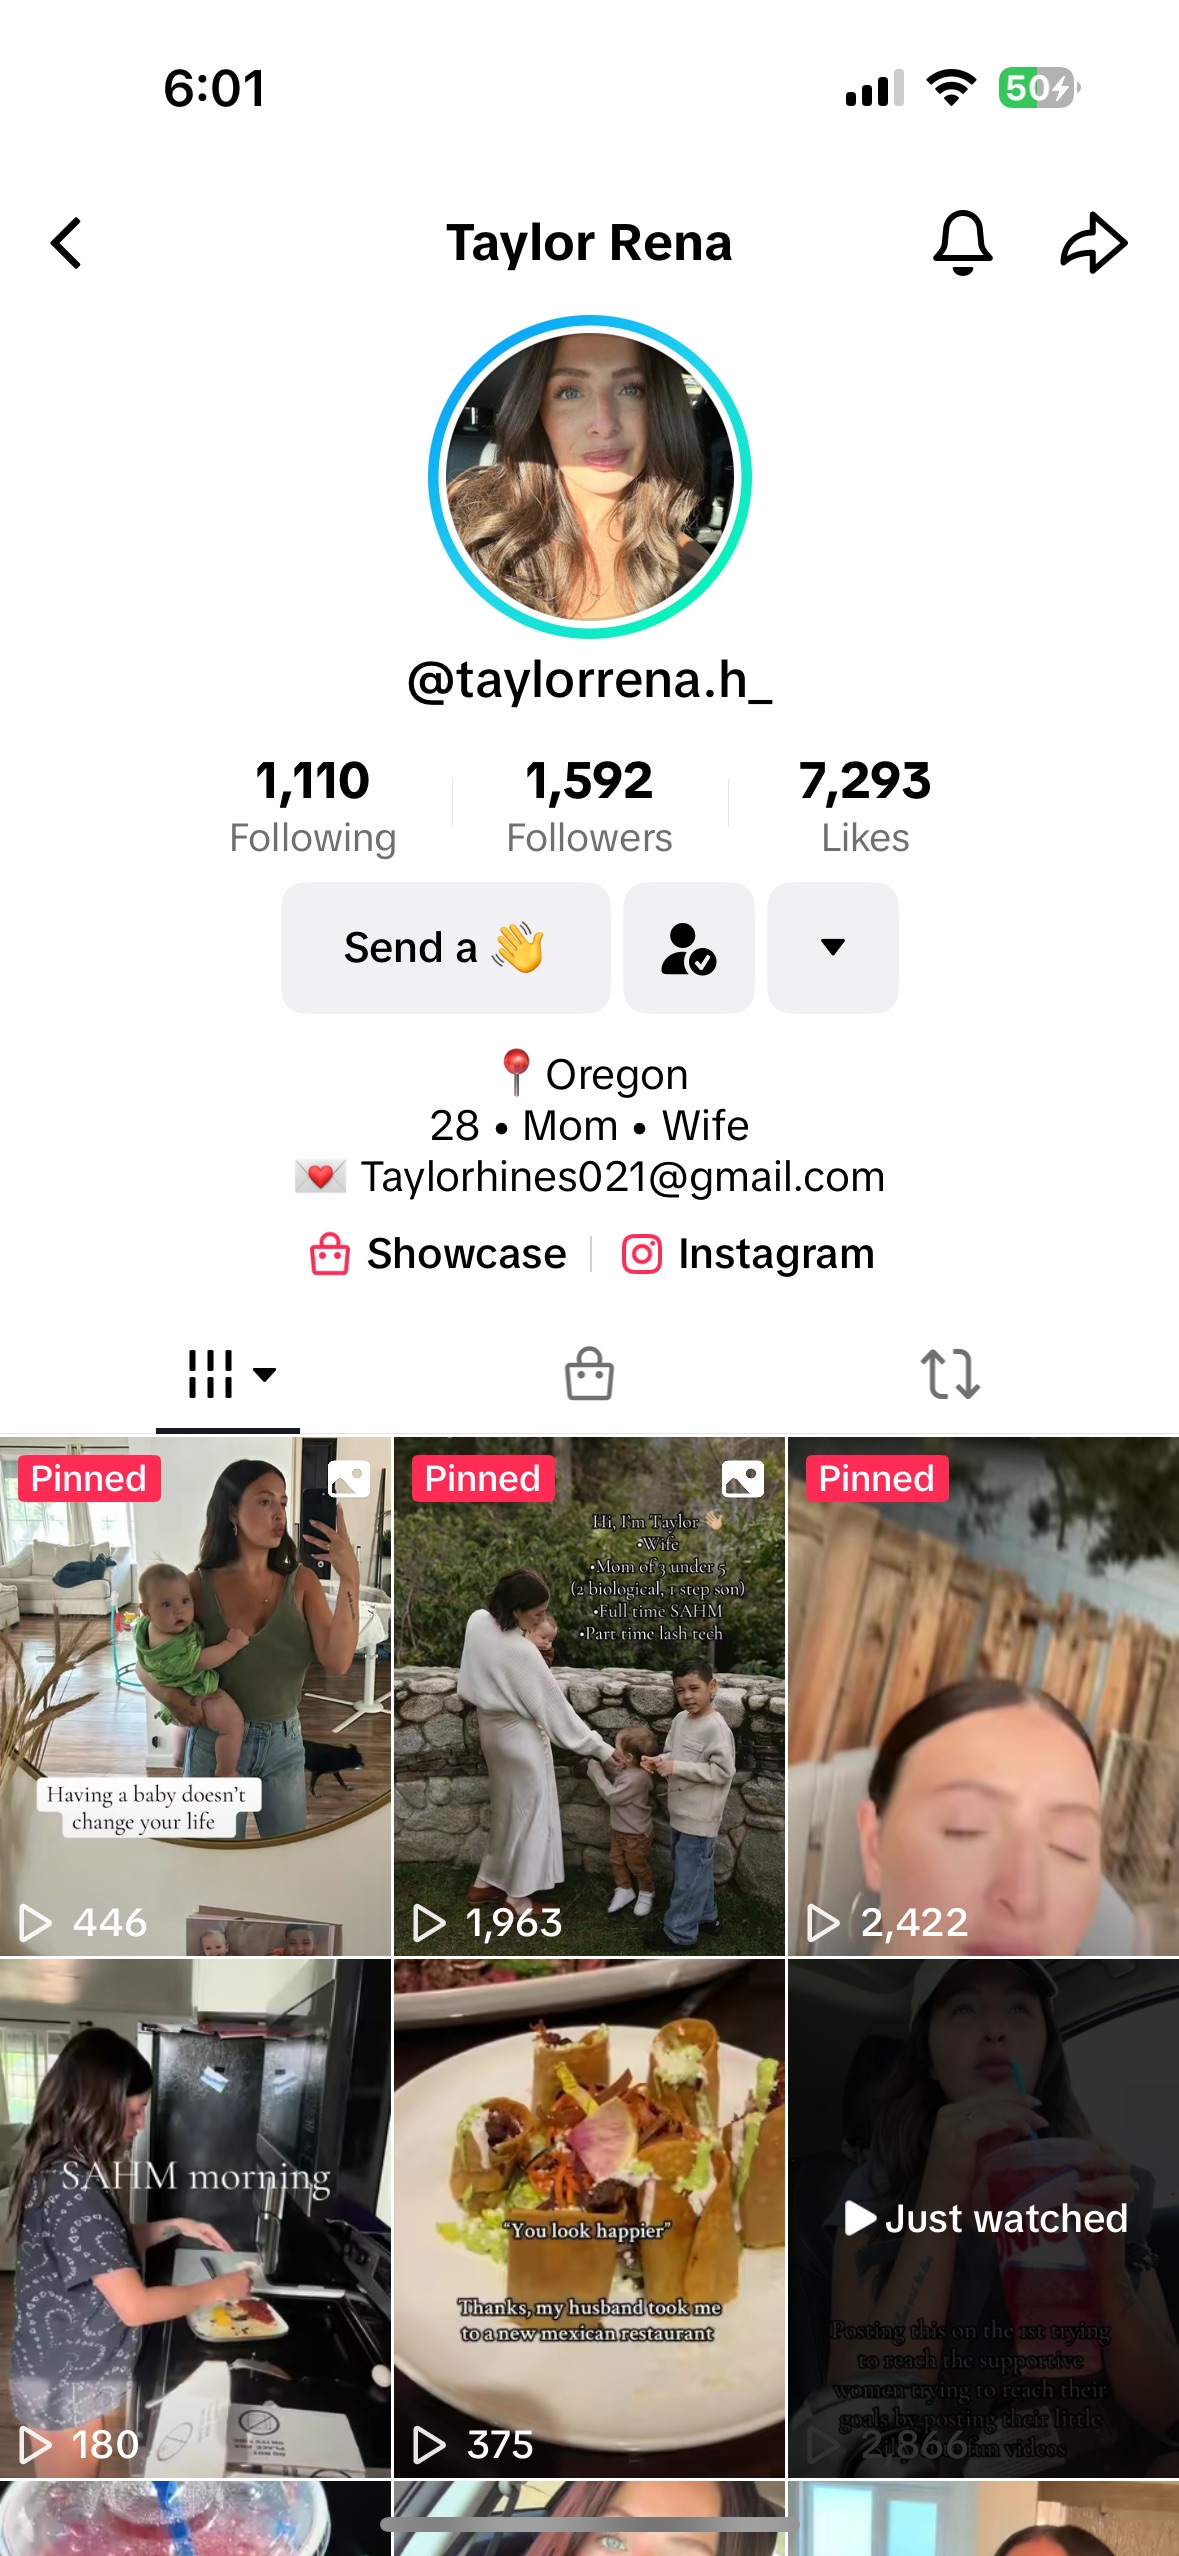 6:01
50
Taylor Rena
@taylorrena.h_
1,110 1,592 7,293
Following Followers Likes
Send a 👋
📍 Oregon
28 • Mom • Wife
💌 Taylorhines021@gmail.com
Showcase Instagram
Pinned
Having a baby doesn't
change your life
446
Pinned
Hi, I'm Taylor 👋🏼
•Wife
•Mom of 3 under 5
(2 biological, 1 step son)
•Full time SAHM
•Part time lash tech
1,963
Pinned
2,422
SAHM morning
180
"You look happier"
Thanks, my husband took me
to a new mexican restaurant
375
Just watched
Posting this on the 1st trying
to reach the supportive
women trying to reach their
goals by posting their little
videos
2,866